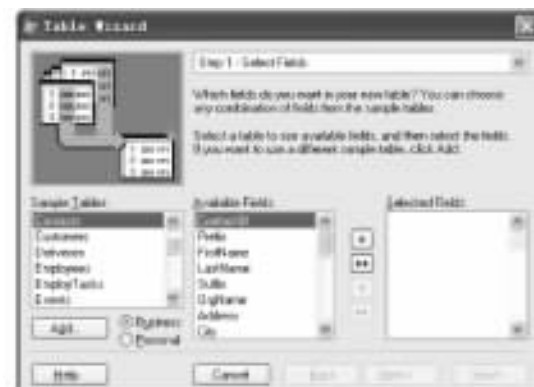 Table Wizard
Step 1 - Select Fields
Which fields do you want in your new table? You can choose
any combination of fields from the sample tables.
Select a table to see available fields, and then select the fields.
If you want to use a different sample table, click Add.
Sample Tables
Available Fields
Selected Fields
Contacts
Customers
Deliveries
Employees
EmployTasks
Events
ContactID
Prefix
FirstName
LastName
Suffix
OrgName
Address
City
Add...
Business
Personal
Help
Cancel
Back